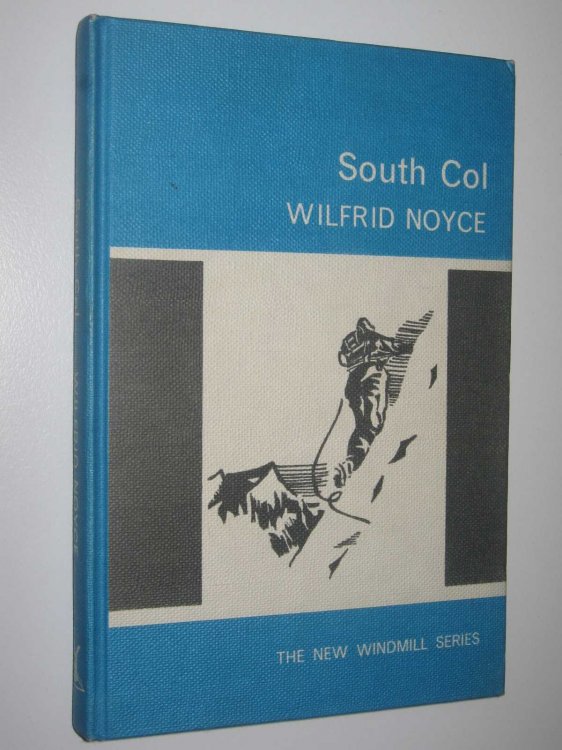 South Col
WILFRID NOYCE
THE NEW WINDMILL SERIES
South Col WILFRID NOYCE